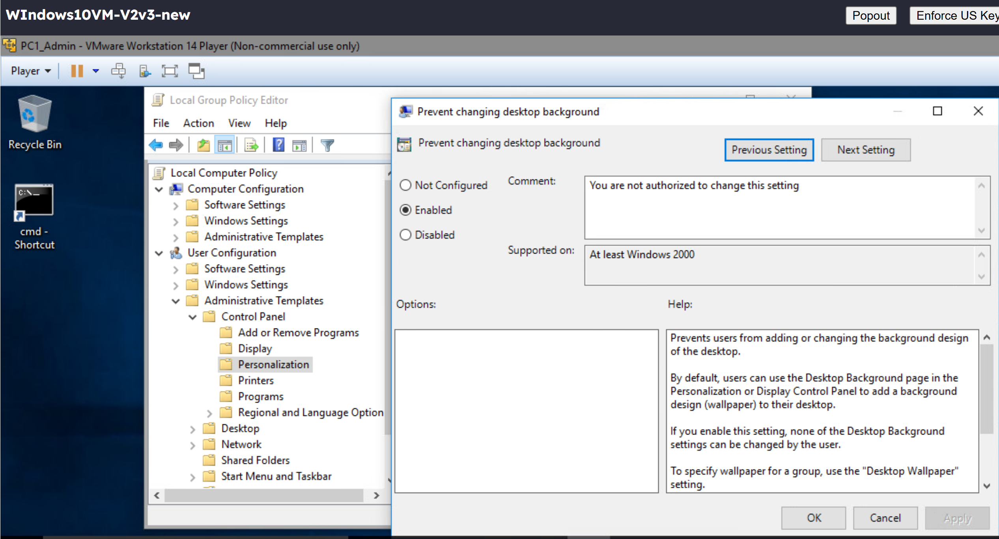 WIndows10VM-V2v3-new
Popout
Enforce US Key
PC1_Admin - VMware Workstation 14 Player (Non-commercial use only)
Player
Recycle Bin
C:\_
cmd -
Shortcut
Local Group Policy Editor
File Action View Help
Local Computer Policy
Computer Configuration
Software Settings
Windows Settings
Administrative Templates
User Configuration
Software Settings
Windows Settings
Administrative Templates
Control Panel
Add or Remove Programs
Display
Personalization
Printers
Programs
Regional and Language Option
Desktop
Network
Shared Folders
Start Menu and Taskbar
Prevent changing desktop background
Prevent changing desktop background
Previous Setting
Next Setting
Not Configured
Enabled
Disabled
Comment:
You are not authorized to change this setting
Supported on:
At least Windows 2000
Options:
Help:
Prevents users from adding or changing the background design
of the desktop.
By default, users can use the Desktop Background page in the
Personalization or Display Control Panel to add a background
design (wallpaper) to their desktop.
If you enable this setting, none of the Desktop Background
settings can be changed by the user.
To specify wallpaper for a group, use the "Desktop Wallpaper"
setting.
OK
Cancel
Apply